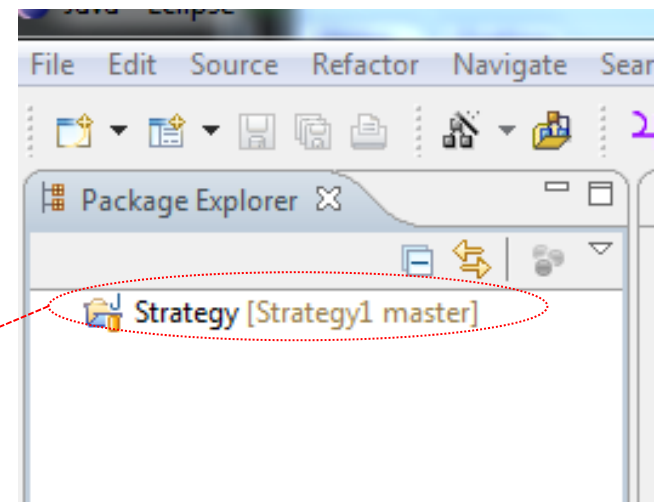 Java - Eclipse
File Edit Source Refactor Navigate Sear
Package Explorer
Strategy [Strategy1 master]